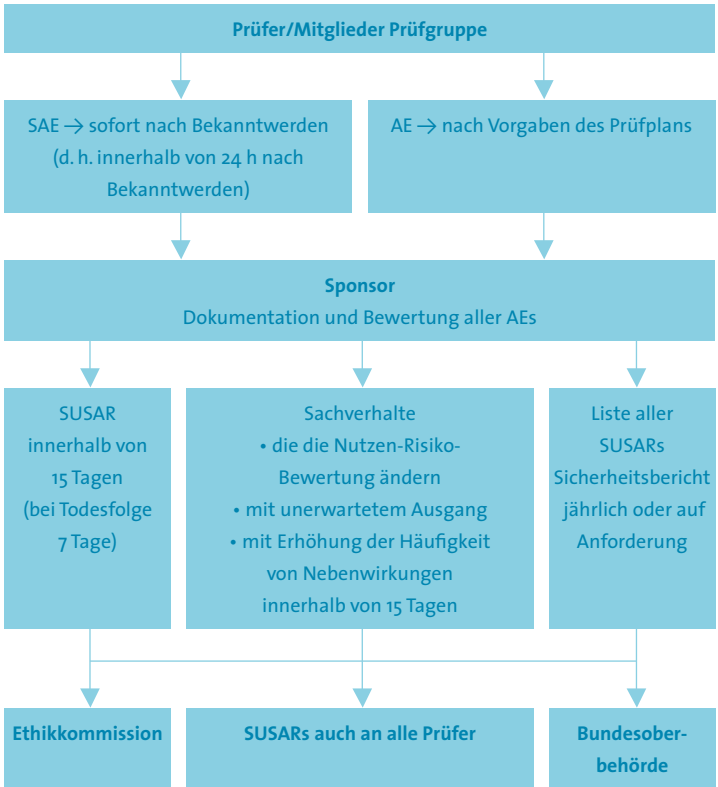 Prüfer/Mitglieder Prüfgruppe
SAE → sofort nach Bekanntwerden
(d. h. innerhalb von 24 h nach
Bekanntwerden)
AE → nach Vorgaben des Prüfplans
Sponsor
Dokumentation und Bewertung aller AEs
SUSAR
innerhalb von
15 Tagen
(bei Todesfolge
7 Tage)
Sachverhalte
• die die Nutzen-Risiko-
Bewertung ändern
• mit unerwartetem Ausgang
• mit Erhöhung der Häufigkeit
von Nebenwirkungen
innerhalb von 15 Tagen
Liste aller
SUSARs
Sicherheitsbericht
jährlich oder auf
Anforderung
Ethikkommission
SUSARs auch an alle Prüfer
Bundesober-
behörde